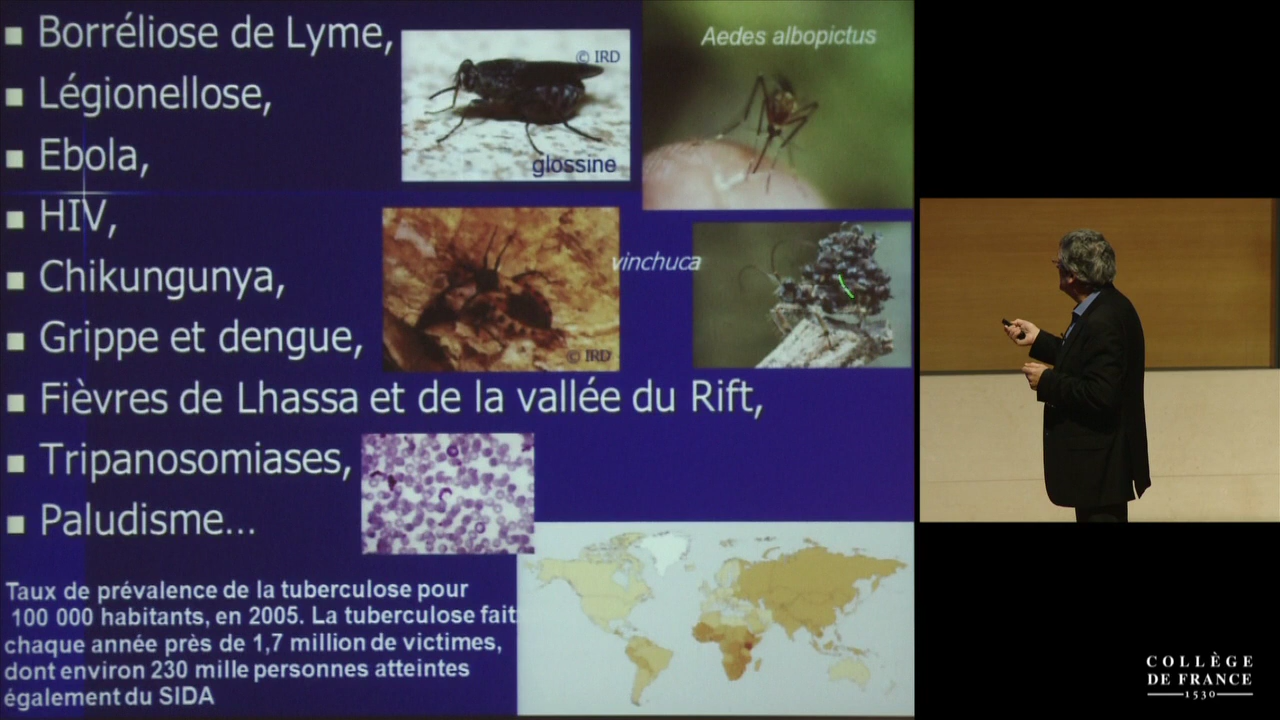 Borréliose de Lyme,
Légionellose,
Ebola,
HIV,
Chikungunya,
Grippe et dengue,
Fièvres de Lhassa et de la vallée du Rift,
Tripanosomiases,
Paludisme...
© IRD
glossine
Aedes albopictus
vinchuca
© IRD
Taux de prévalence de la tuberculose pour
100 000 habitants, en 2005. La tuberculose fait
chaque année près de 1,7 million de victimes,
dont environ 230 mille personnes atteintes
également du SIDA
COLLÈGE
DE FRANCE
1530